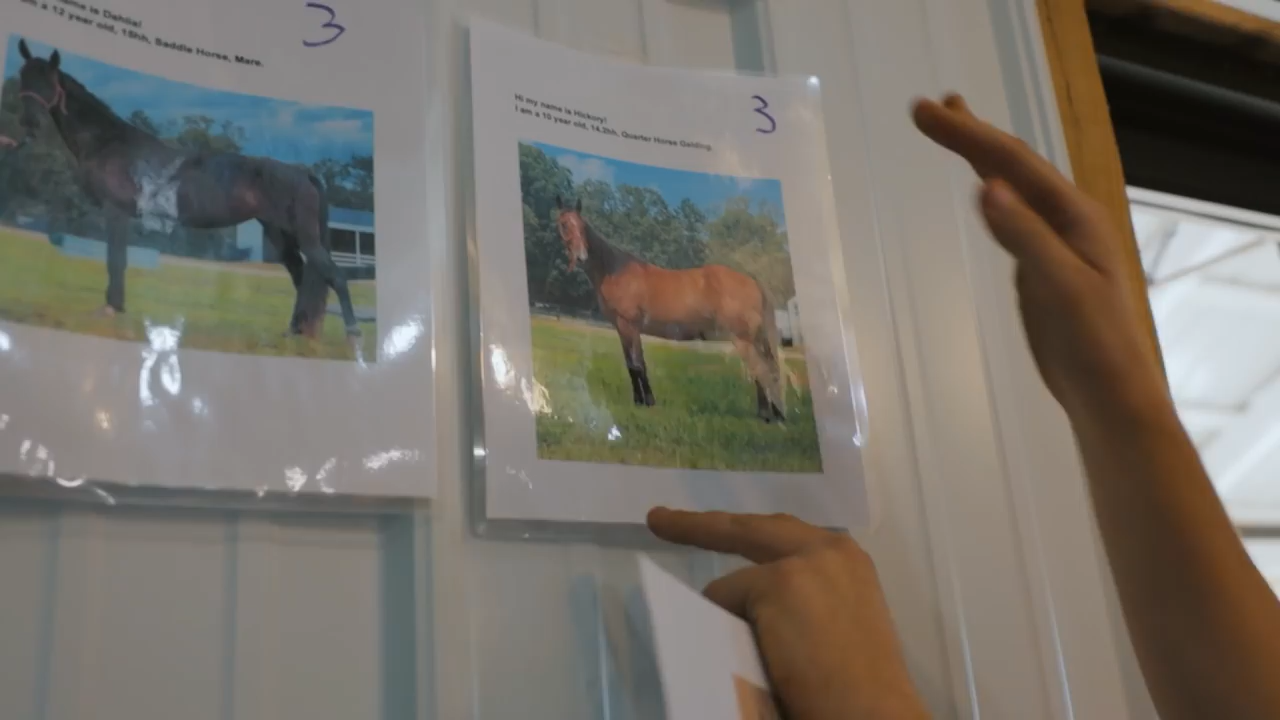 name is Dahlia!
a 12 year old, 15hh, Saddle Horse, Mare.
3
Hi my name is Hickory!
I am a 10 year old, 14.2hh, Quarter Horse Gelding.
3